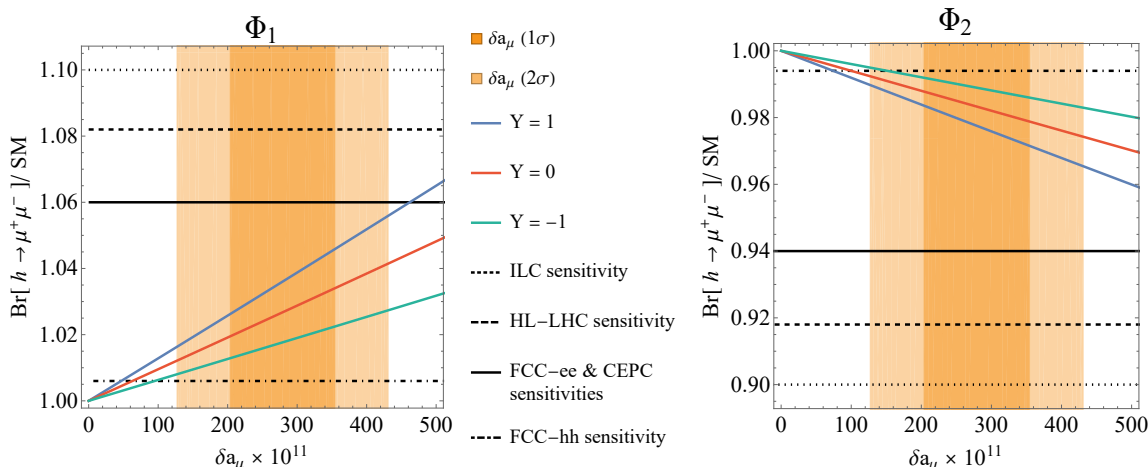 Φ1
Br[ h → μ+μ− ]/ SM
1.10
1.08
1.06
1.04
1.02
1.00
0 100 200 300 400 500
δaμ × 10^11
δaμ (1σ)
δaμ (2σ)
Y = 1
Y = 0
Y = −1
ILC sensitivity
HL−LHC sensitivity
FCC−ee & CEPC
sensitivities
FCC−hh sensitivity
Φ2
Br[ h → μ+μ− ]/ SM
1.00
0.98
0.96
0.94
0.92
0.90
0 100 200 300 400 500
δaμ × 10^11